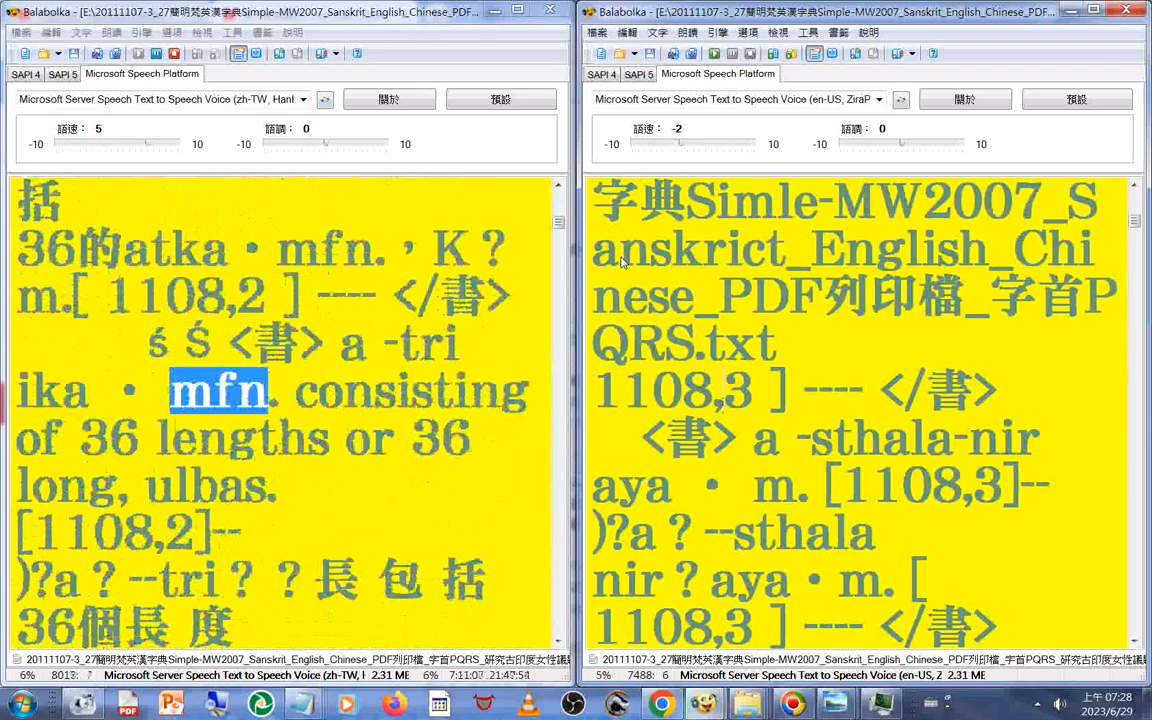 Balabolka - [E:\20111107-3_27簡明梵英漢字典Simple-MW2007_Sanskrit_English_Chinese_PDF...
檔案 編輯 文字 朗讀 引擎 選項 檢視 工具 書籤 說明
SAPI 4 SAPI 5 Microsoft Speech Platform
Microsoft Server Speech Text to Speech Voice (zh-TW, Hanl
關於
預設
語速： 5
語調： 0
-10 10 -10 10
括
36的atka・mfn.，K？
m.[ 1108,2 ] ---- </書>
ś Ś <書> a -tri
ika ・ mfn. consisting
of 36 lengths or 36
long, ulbas.
[1108,2]--
)?a？--tri？？長 包 括
36個長 度
20111107-3_27簡明梵英漢字典Simple-MW2007_Sanskrit_English_Chinese_PDF列印檔_字首PQRS_研究古印度女性議
6% Microsoft Server Speech Text to Speech Voice (zh-TW, H 2.31 MB 6%
Balabolka - [E:\20111107-3_27簡明梵英漢字典Simple-MW2007_Sanskrit_English_Chinese_PDF...
檔案 編輯 文字 朗讀 引擎 選項 檢視 工具 書籤 說明
SAPI 4 SAPI 5 Microsoft Speech Platform
Microsoft Server Speech Text to Speech Voice (en-US, ZiraP
關於
預設
語速： -2
語調： 0
-10 10 -10 10
字典Simle-MW2007_S
anskrict_English_Chi
nese_PDF列印檔_字首P
QRS.txt
1108,3 ] ---- </書>
<書> a -sthala-nir
aya ・ m. [1108,3]--
)?a？--sthala
nir？aya・m. [
1108,3 ] ---- </書>
20111107-3_27簡明梵英漢字典Simple-MW2007_Sanskrit_English_Chinese_PDF列印檔_字首PQRS_研究古印度女性議
5% 7488: 6 Microsoft Server Speech Text to Speech Voice (en-US, Z 2.31 MB
上午 07:28
2023/6/29